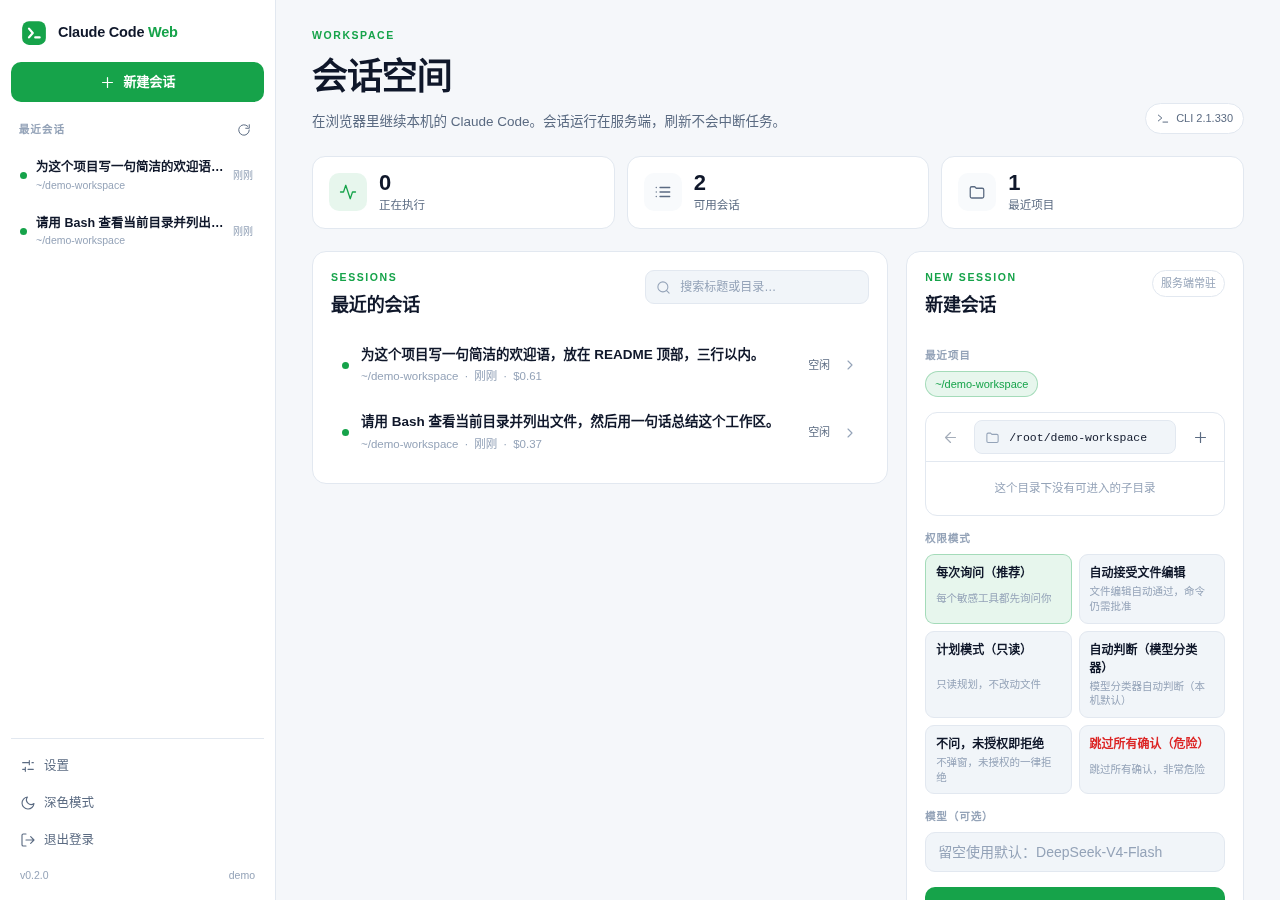 Claude Code Web
新建会话
最近会话
为这个项目写一句简洁的欢迎语…
刚刚
~/demo-workspace
请用 Bash 查看当前目录并列出…
刚刚
~/demo-workspace
设置
深色模式
退出登录
v0.2.0
demo
WORKSPACE
会话空间
在浏览器里继续本机的 Claude Code。会话运行在服务端，刷新不会中断任务。
CLI 2.1.330
0
正在执行
2
可用会话
1
最近项目
SESSIONS
最近的会话
搜索标题或目录…
为这个项目写一句简洁的欢迎语，放在 README 顶部，三行以内。
~/demo-workspace · 刚刚 · $0.61
空闲
请用 Bash 查看当前目录并列出文件，然后用一句话总结这个工作区。
~/demo-workspace · 刚刚 · $0.37
空闲
NEW SESSION
新建会话
服务端常驻
最近项目
~/demo-workspace
/root/demo-workspace
这个目录下没有可进入的子目录
权限模式
每次询问（推荐）
每个敏感工具都先询问你
自动接受文件编辑
文件编辑自动通过，命令
仍需批准
计划模式（只读）
只读规划，不改动文件
自动判断（模型分类
器）
模型分类器自动判断（本
机默认）
不问，未授权即拒绝
不弹窗，未授权的一律拒
绝
跳过所有确认（危险）
跳过所有确认，非常危险
模型（可选）
留空使用默认：DeepSeek-V4-Flash